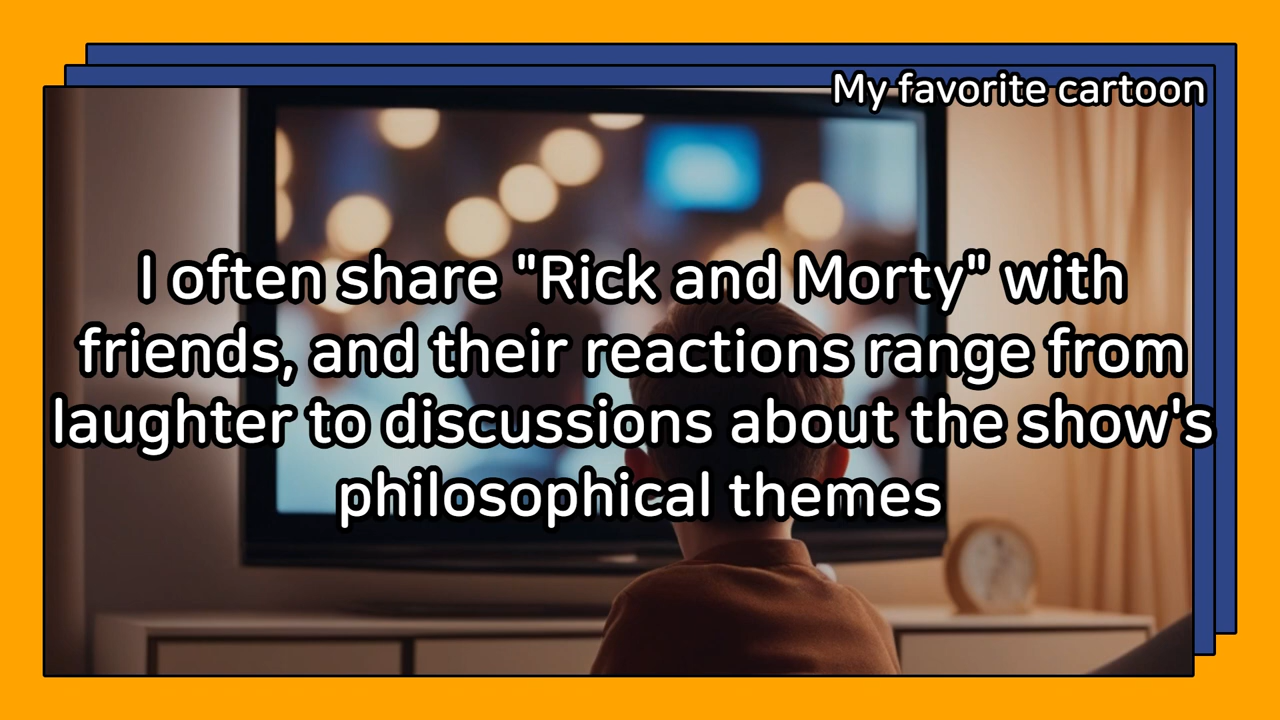 My favorite cartoon
I often share "Rick and Morty" with
friends, and their reactions range from
laughter to discussions about the show's
philosophical themes